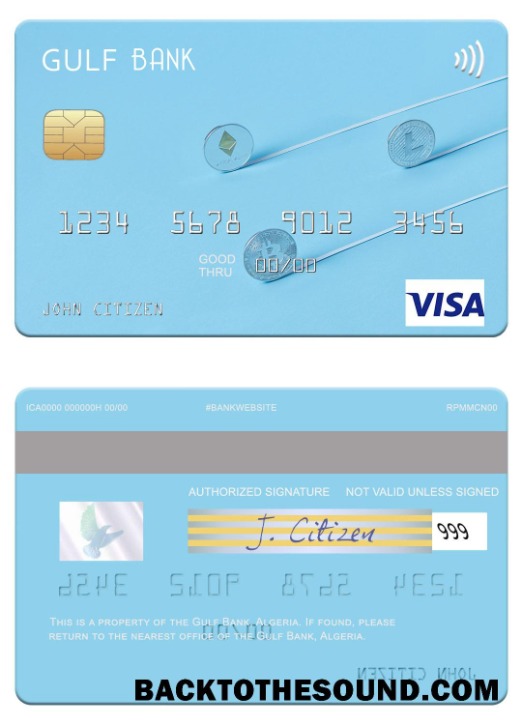 GULF BANK
1234 5678 9012 3456
GOOD
THRU 00/00
JOHN CITIZEN
VISA
ICA0000 000000H 00/00 #BANKWEBSITE RPMMCN00
AUTHORIZED SIGNATURE NOT VALID UNLESS SIGNED
J. Citizen 999
THIS IS A PROPERTY OF THE GULF BANK, ALGERIA. IF FOUND, PLEASE
RETURN TO THE NEAREST OFFICE OF THE GULF BANK, ALGERIA.
BACKTOTHESOUND.COM